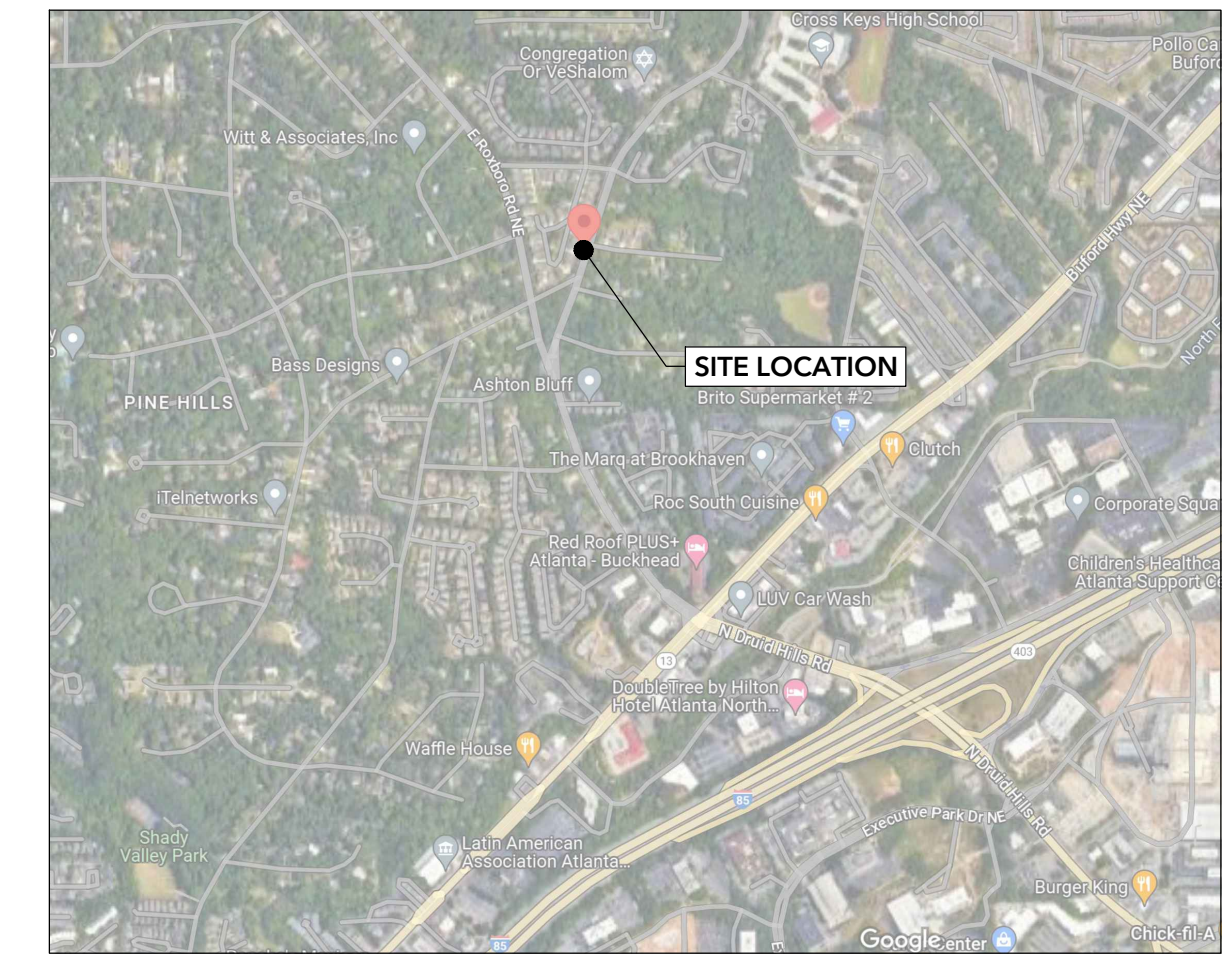 Cross Keys High School
Congregation
Or VeShalom
Pollo Ca
Buford
Witt & Associates, Inc
E Roxboro Rd NE
Buford Hwy NE
SITE LOCATION
Bass Designs
Ashton Bluff
Brito Supermarket # 2
PINE HILLS
North
The Marq at Brookhaven
Clutch
iTelnetworks
Roc South Cuisine
Corporate Squa
Red Roof PLUS+
Atlanta - Buckhead
Children's Healthca
Atlanta Support C
LUV Car Wash
N Druid Hills Rd
13
403
DoubleTree by Hilton
Hotel Atlanta North...
Waffle House
N Druid Hills Rd
85
Executive Park Dr NE
Shady
Valley Park
Latin American
Association Atlanta...
Burger King
Chick-fil-A
85
Google
Center